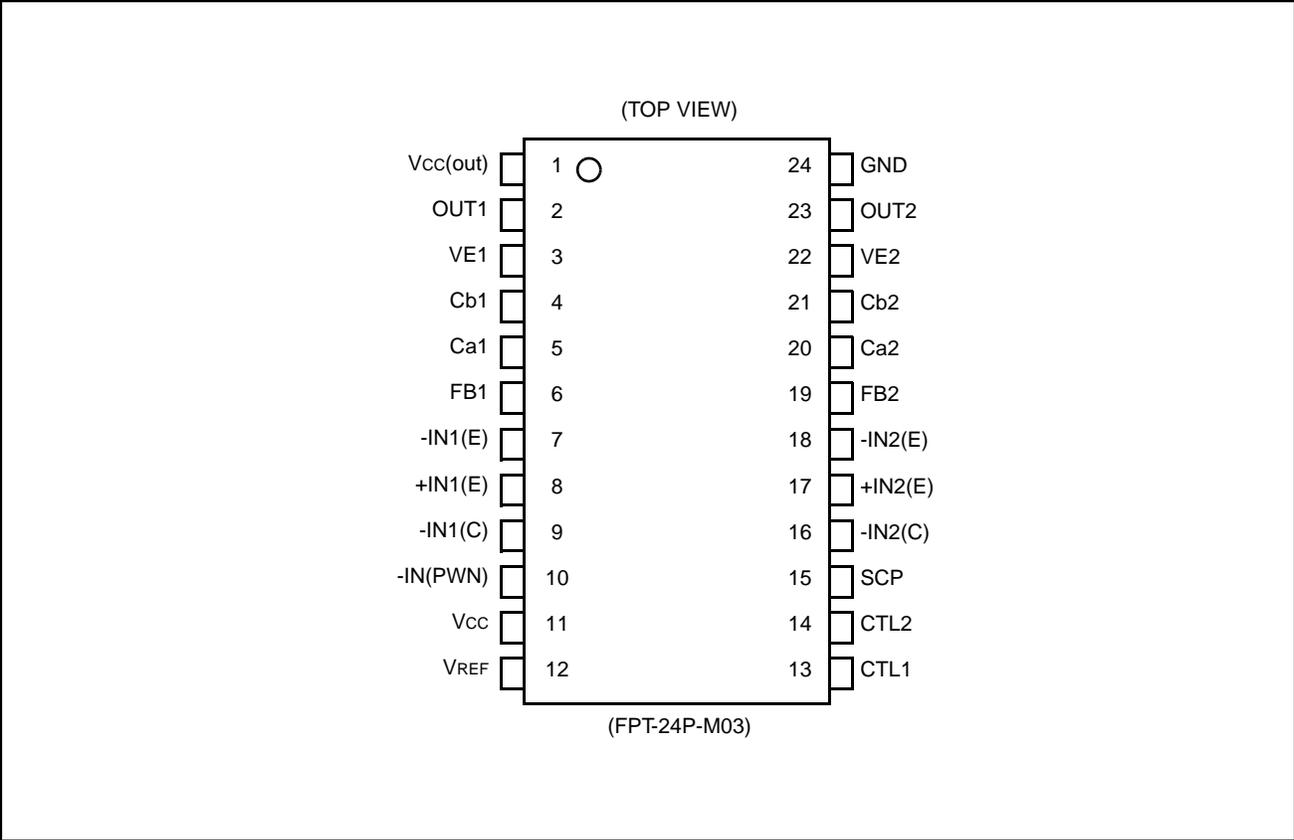 (TOP VIEW)
VCC(out) 1 24 GND
OUT1 2 23 OUT2
VE1 3 22 VE2
Cb1 4 21 Cb2
Ca1 5 20 Ca2
FB1 6 19 FB2
-IN1(E) 7 18 -IN2(E)
+IN1(E) 8 17 +IN2(E)
-IN1(C) 9 16 -IN2(C)
-IN(PWN) 10 15 SCP
VCC 11 14 CTL2
VREF 12 13 CTL1
(FPT-24P-M03)